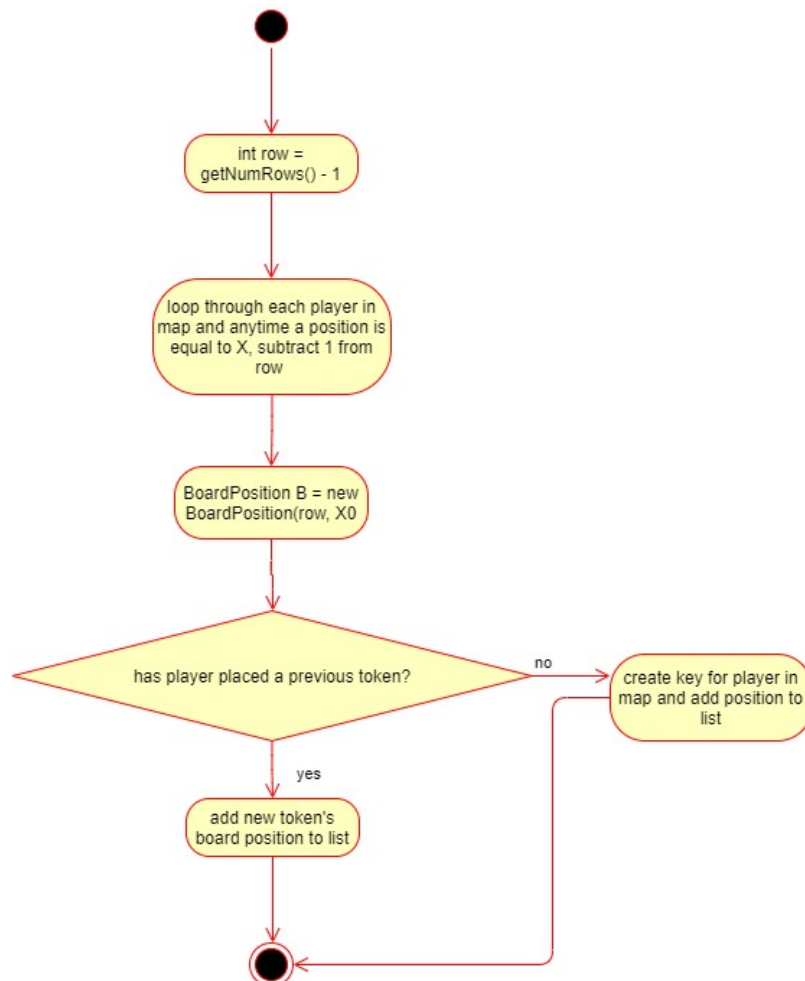 int row =
getNumRows() - 1
loop through each player in
map and anytime a position is
equal to X, subtract 1 from
row
BoardPosition B = new
BoardPosition(row, X0
has player placed a previous token?
no
create key for player in
map and add position to
list
yes
add new token's
board position to list